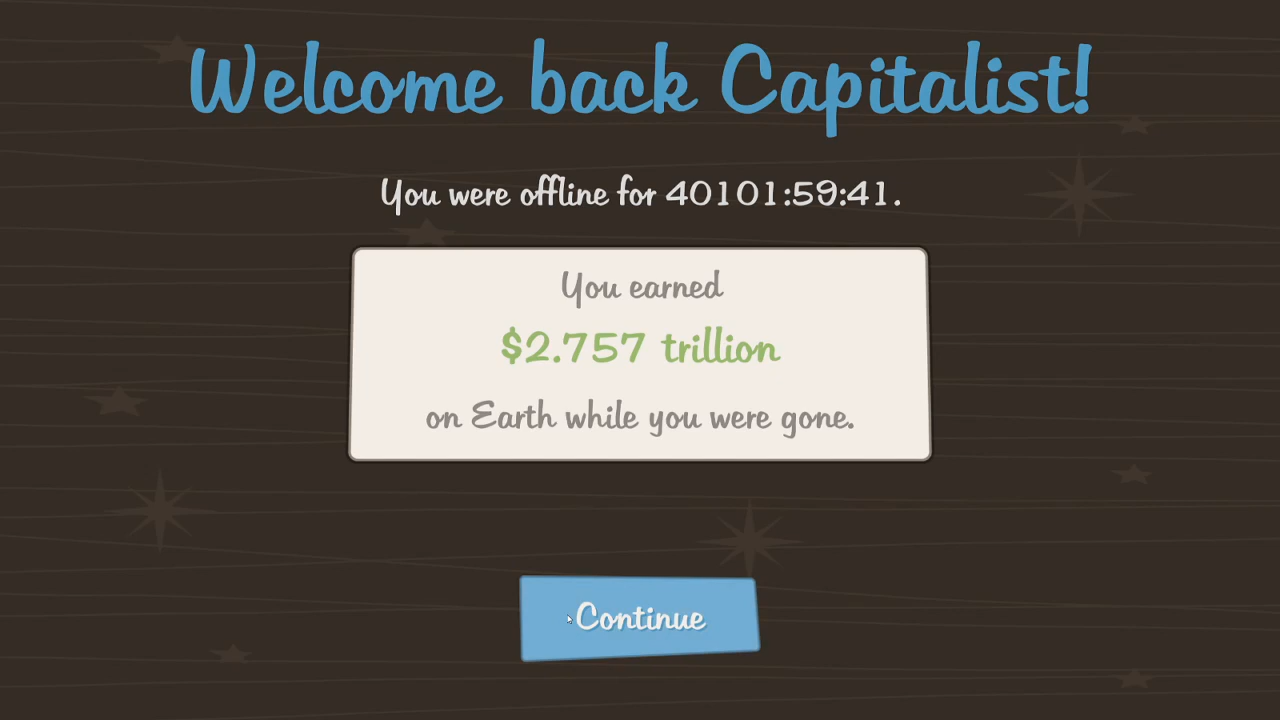 Welcome back Capitalist!
You were offline for 40101:59:41.
You earned
$2.757 trillion
on Earth while you were gone.
Continue